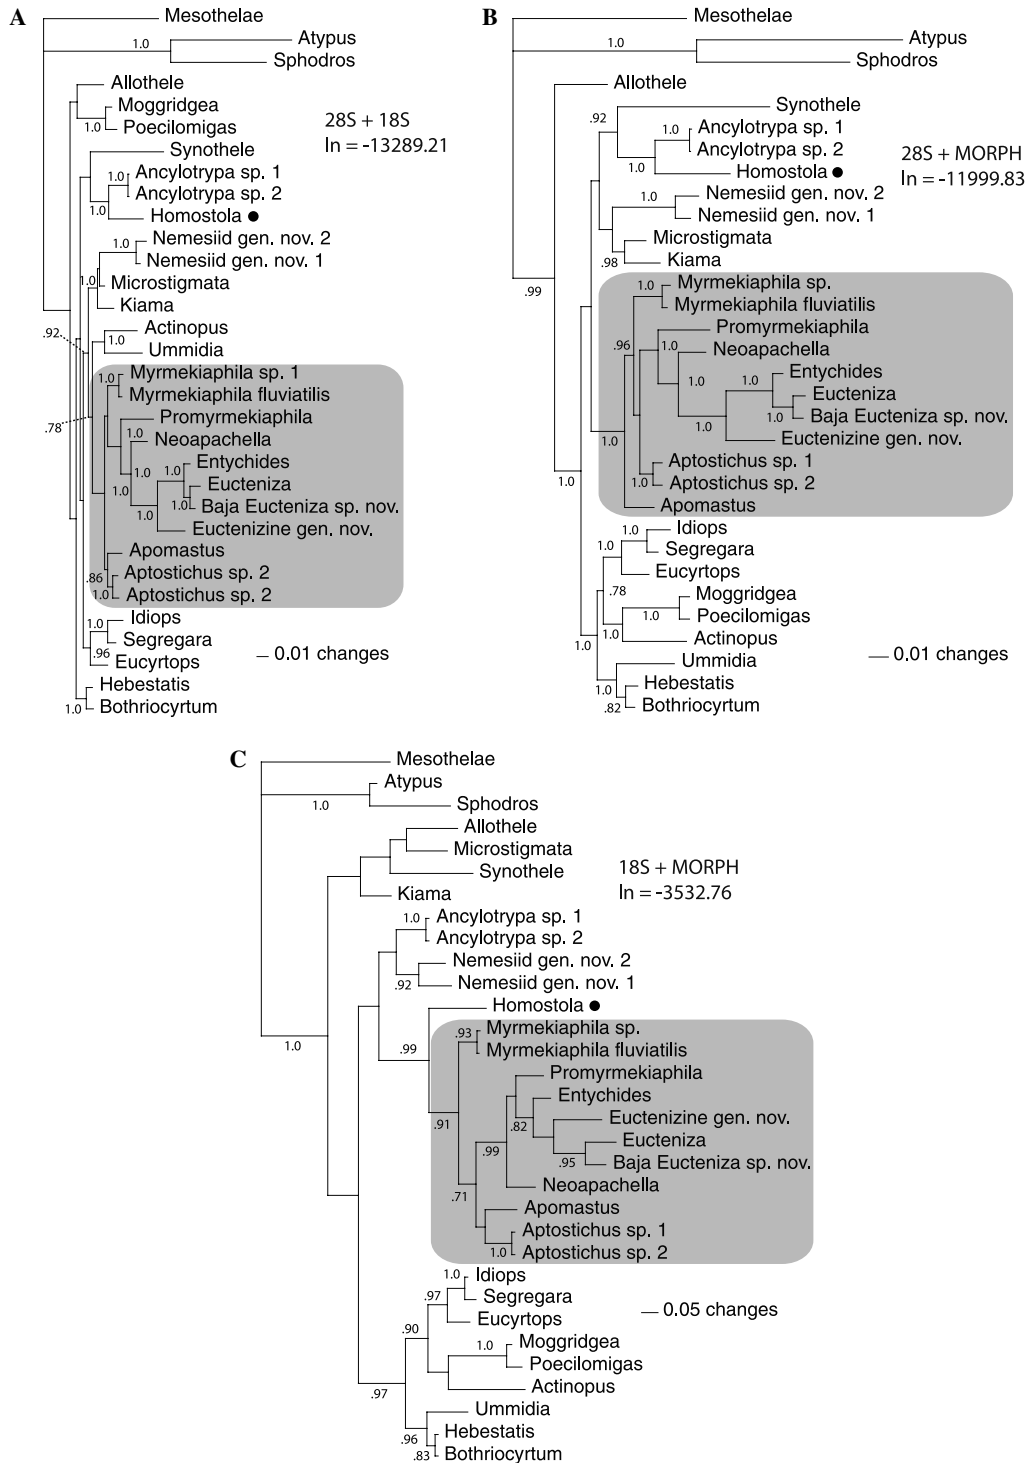 A
Mesothelae
1.0
Atypus
Sphodros
Allothele
Moggridgea
1.0
Poecilomigas
28S + 18S
ln = -13289.21
Synothele
Ancylotrypa sp. 1
1.0
Ancylotrypa sp. 2
1.0
Homostola
Nemesiid gen. nov. 2
1.0
Nemesiid gen. nov. 1
1.0
Microstigmata
Kiama
.92
Actinopus
1.0
Ummidia
Myrmekiaphila sp. 1
1.0
Myrmekiaphila fluviatilis
.78
Promyrmekiaphila
1.0
Neoapachella
Entychides
1.0
1.0
1.0
Eucteniza
1.0
Baja Eucteniza sp. nov.
1.0
Euctenizine gen. nov.
Apomastus
.86
Aptostichus sp. 2
1.0
Aptostichus sp. 2
Idiops
1.0
Segregara
.96
Eucyrtops
0.01 changes
Hebestatis
1.0
Bothriocyrtum
B
Mesothelae
1.0
Atypus
Sphodros
Allothele
Synothele
.92
Ancylotrypa sp. 1
1.0
Ancylotrypa sp. 2
1.0
Homostola
28S + MORPH
ln = -11999.83
Nemesiid gen. nov. 2
1.0
Nemesiid gen. nov. 1
Microstigmata
.98
Kiama
.99
Myrmekiaphila sp.
1.0
Myrmekiaphila fluviatilis
Promyrmekiaphila
.96
1.0
Neoapachella
Entychides
1.0
1.0
Eucteniza
1.0
Baja Eucteniza sp. nov.
1.0
Euctenizine gen. nov.
1.0
Aptostichus sp. 1
1.0
Aptostichus sp. 2
1.0
Apomastus
Idiops
1.0
Segregara
1.0
Eucyrtops
.78
Moggridgea
1.0
Poecilomigas
1.0
Actinopus
1.0
Ummidia
0.01 changes
1.0
Hebestatis
.82
Bothriocyrtum
C
Mesothelae
Atypus
1.0
Sphodros
Allothele
Microstigmata
Synothele
Kiama
18S + MORPH
ln = -3532.76
Ancylotrypa sp. 1
1.0
Ancylotrypa sp. 2
Nemesiid gen. nov. 2
.92
Nemesiid gen. nov. 1
Homostola
1.0
.99
Myrmekiaphila sp.
.93
Myrmekiaphila fluviatilis
Promyrmekiaphila
Entychides
.91
.82
Euctenizine gen. nov.
Eucteniza
.99
.95
Baja Eucteniza sp. nov.
Neoapachella
.71
Apomastus
Aptostichus sp. 1
1.0
Aptostichus sp. 2
Idiops
1.0
.97
Segregara
Eucyrtops
0.05 changes
.90
Moggridgea
1.0
Poecilomigas
Actinopus
.97
Ummidia
.96
Hebestatis
.83
Bothriocyrtum